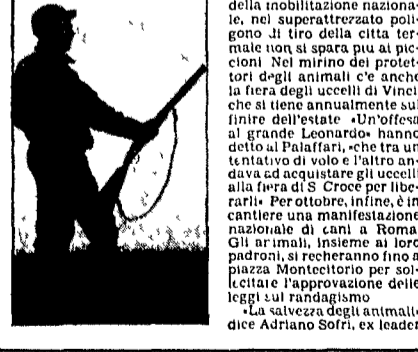 della mobilitazione naziona-
le, nel superattrezzato poli-
gono di tiro della citta ter-
male non si spara piu ai pic-
cioni Nel mirino dei protet-
tori degli animali c'e anche
la fiera degli uccelli di Vinci
che si tiene annualmente sul
finire dell'estate «Un'offesa
al grande Leonardo» hanno
detto al Palaffari, «che tra un
tentativo di volo e l'altro an-
dava ad acquistare gli uccelli
alla fiera di S Croce per libe-
rarli» Per ottobre, infine, è in
cantiere una manifestazione
nazionale di cani a Roma
Gli animali, insieme ai loro
padroni, si recheranno fino a
piazza Montecitorio per sol-
lecitare l'approvazione delle
leggi sul randagismo
«La salvezza degli animali»
dice Adriano Sofri, ex leader